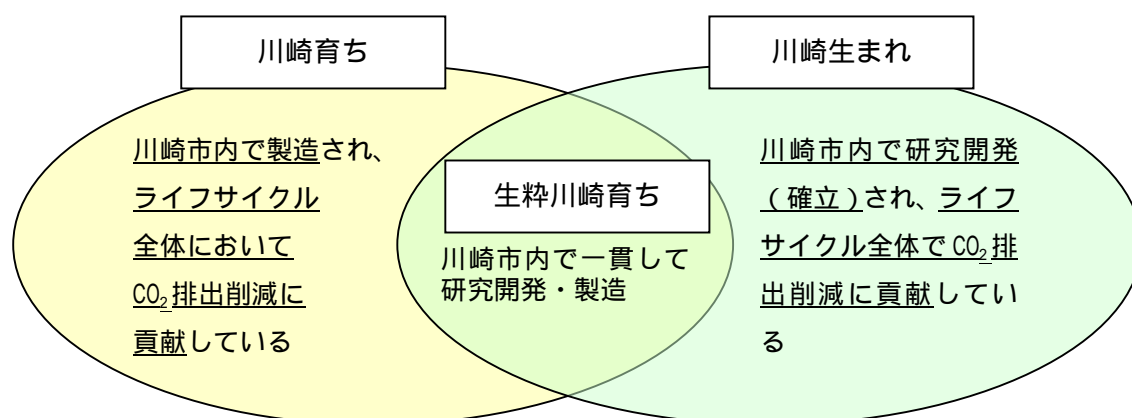 川崎育ち
川崎市内で製造され、
ライフサイクル
全体において
CO₂排出削減に
貢献している
生粋川崎育ち
川崎市内で一貫して
研究開発・製造
川崎生まれ
川崎市内で研究開発
(確立)され、ライフ
サイクル全体でCO₂排
出削減に貢献してい
る